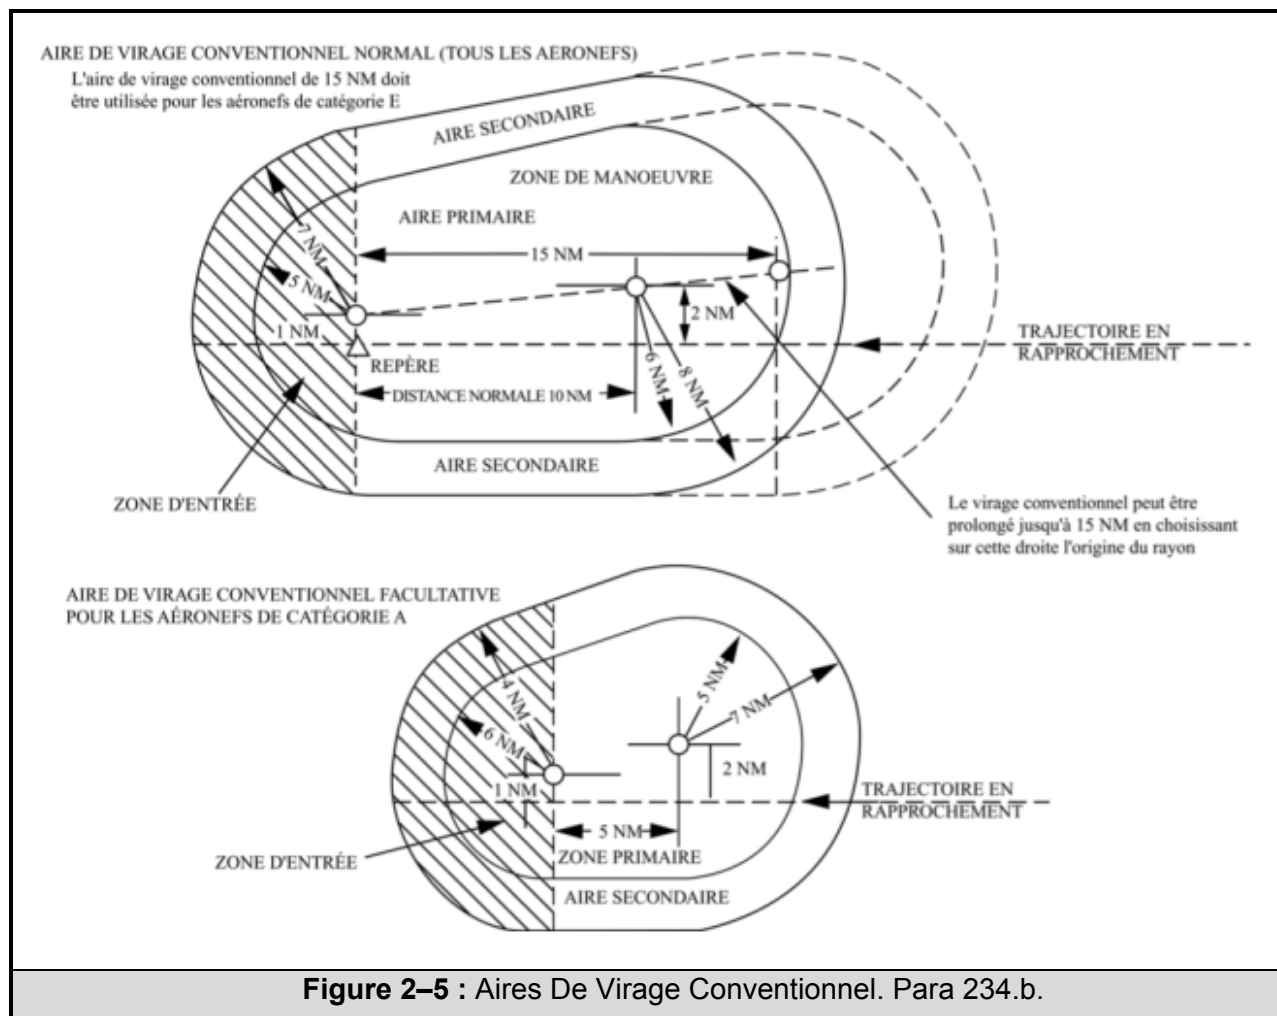 AIRE DE VIRAGE CONVENTIONNEL NORMAL (TOUS LES AÉRONEFS)
L'aire de virage conventionnel de 15 NM doit
être utilisée pour les aéronefs de catégorie E
AIRE SECONDAIRE
ZONE DE MANOEUVRE
AIRE PRIMAIRE
7 NM
15 NM
5 NM
2 NM
1 NM
TRAJECTOIRE EN
RAPPROCHEMENT
REPÈRE
6 NM
8 NM
DISTANCE NORMALE 10 NM
AIRE SECONDAIRE
ZONE D'ENTRÉE
Le virage conventionnel peut être
prolongé jusqu'à 15 NM en choisissant
sur cette droite l'origine du rayon
AIRE DE VIRAGE CONVENTIONNEL FACULTATIVE
POUR LES AÉRONEFS DE CATÉGORIE A
4 NM
5 NM
7 NM
6 NM
2 NM
1 NM
TRAJECTOIRE EN
RAPPROCHEMENT
5 NM
ZONE PRIMAIRE
ZONE D'ENTRÉE
AIRE SECONDAIRE
Figure 2–5 : Aires De Virage Conventionnel. Para 234.b.